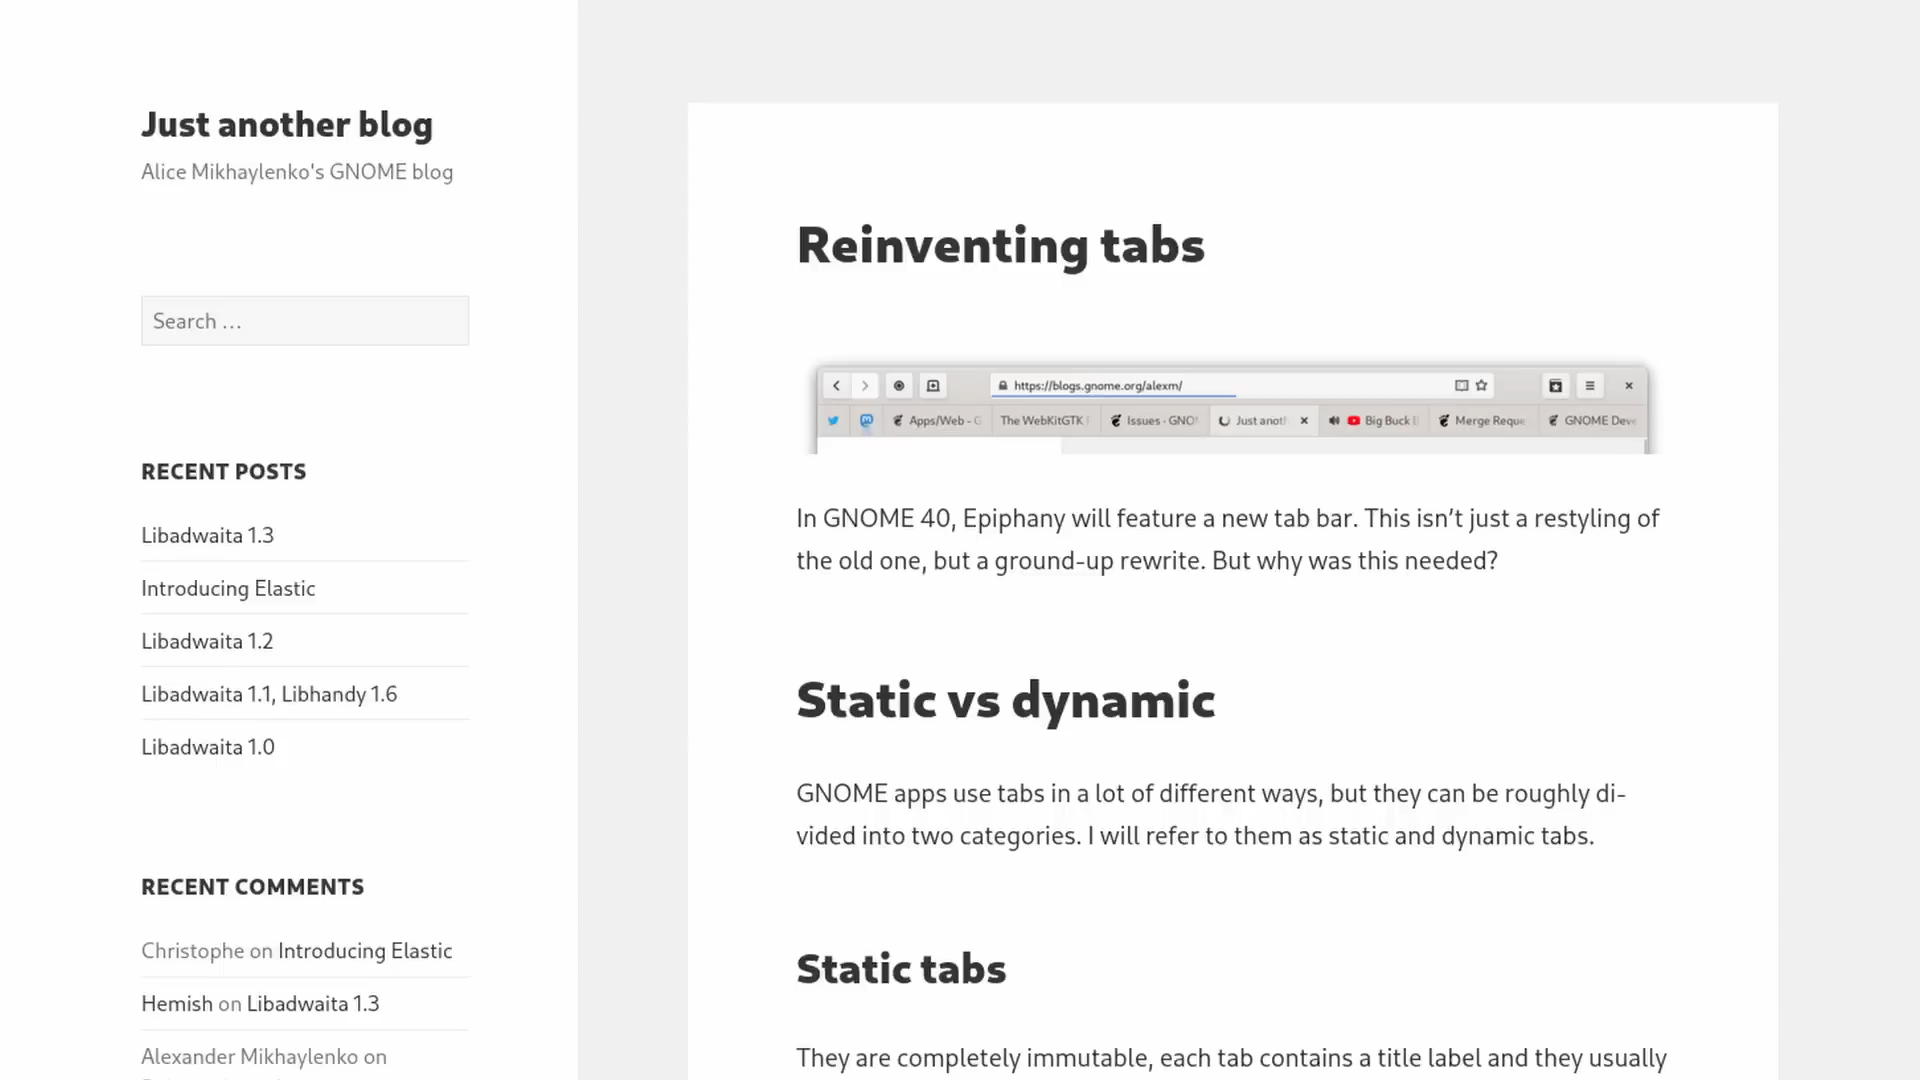 Just another blog
Alice Mikhaylenko's GNOME blog
Search …
RECENT POSTS
Libadwaita 1.3
Introducing Elastic
Libadwaita 1.2
Libadwaita 1.1, Libhandy 1.6
Libadwaita 1.0
RECENT COMMENTS
Christophe on Introducing Elastic
Hemish on Libadwaita 1.3
Alexander Mikhaylenko on
Reinventing tabs
https://blogs.gnome.org/alexm/
Apps/Web - G The WebKitGTK Issues · GNO Just anot Big Buck Merge Reque GNOME Dev
In GNOME 40, Epiphany will feature a new tab bar. This isn’t just a restyling of
the old one, but a ground-up rewrite. But why was this needed?
Static vs dynamic
GNOME apps use tabs in a lot of different ways, but they can be roughly di-
vided into two categories. I will refer to them as static and dynamic tabs.
Static tabs
They are completely immutable, each tab contains a title label and they usually